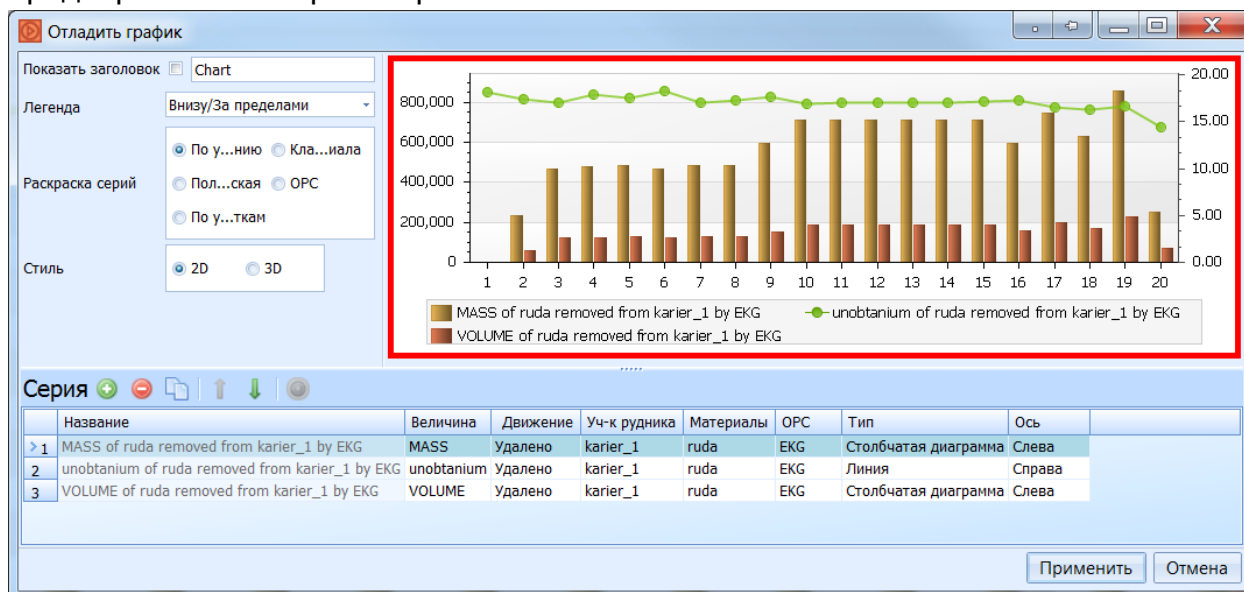 Отладить график
Показать заголовок Chart
Легенда Внизу/За пределами
Раскраска серий
По у...нию Кла...иала
Пол...ская ОРС
По у...ткам
Стиль 2D 3D
800,000
600,000
400,000
200,000
0
20.00
15.00
10.00
5.00
0.00
1 2 3 4 5 6 7 8 9 10 11 12 13 14 15 16 17 18 19 20
MASS of ruda removed from karier_1 by EKG unobtanium of ruda removed from karier_1 by EKG
VOLUME of ruda removed from karier_1 by EKG
Серия
Название Величина Движение Уч-к рудника Материалы ОРС Тип Ось
1 MASS of ruda removed from karier_1 by EKG MASS Удалено karier_1 ruda EKG Столбчатая диаграмма Слева
2 unobtanium of ruda removed from karier_1 by EKG unobtanium Удалено karier_1 ruda EKG Линия Справа
3 VOLUME of ruda removed from karier_1 by EKG VOLUME Удалено karier_1 ruda EKG Столбчатая диаграмма Слева
Применить Отмена